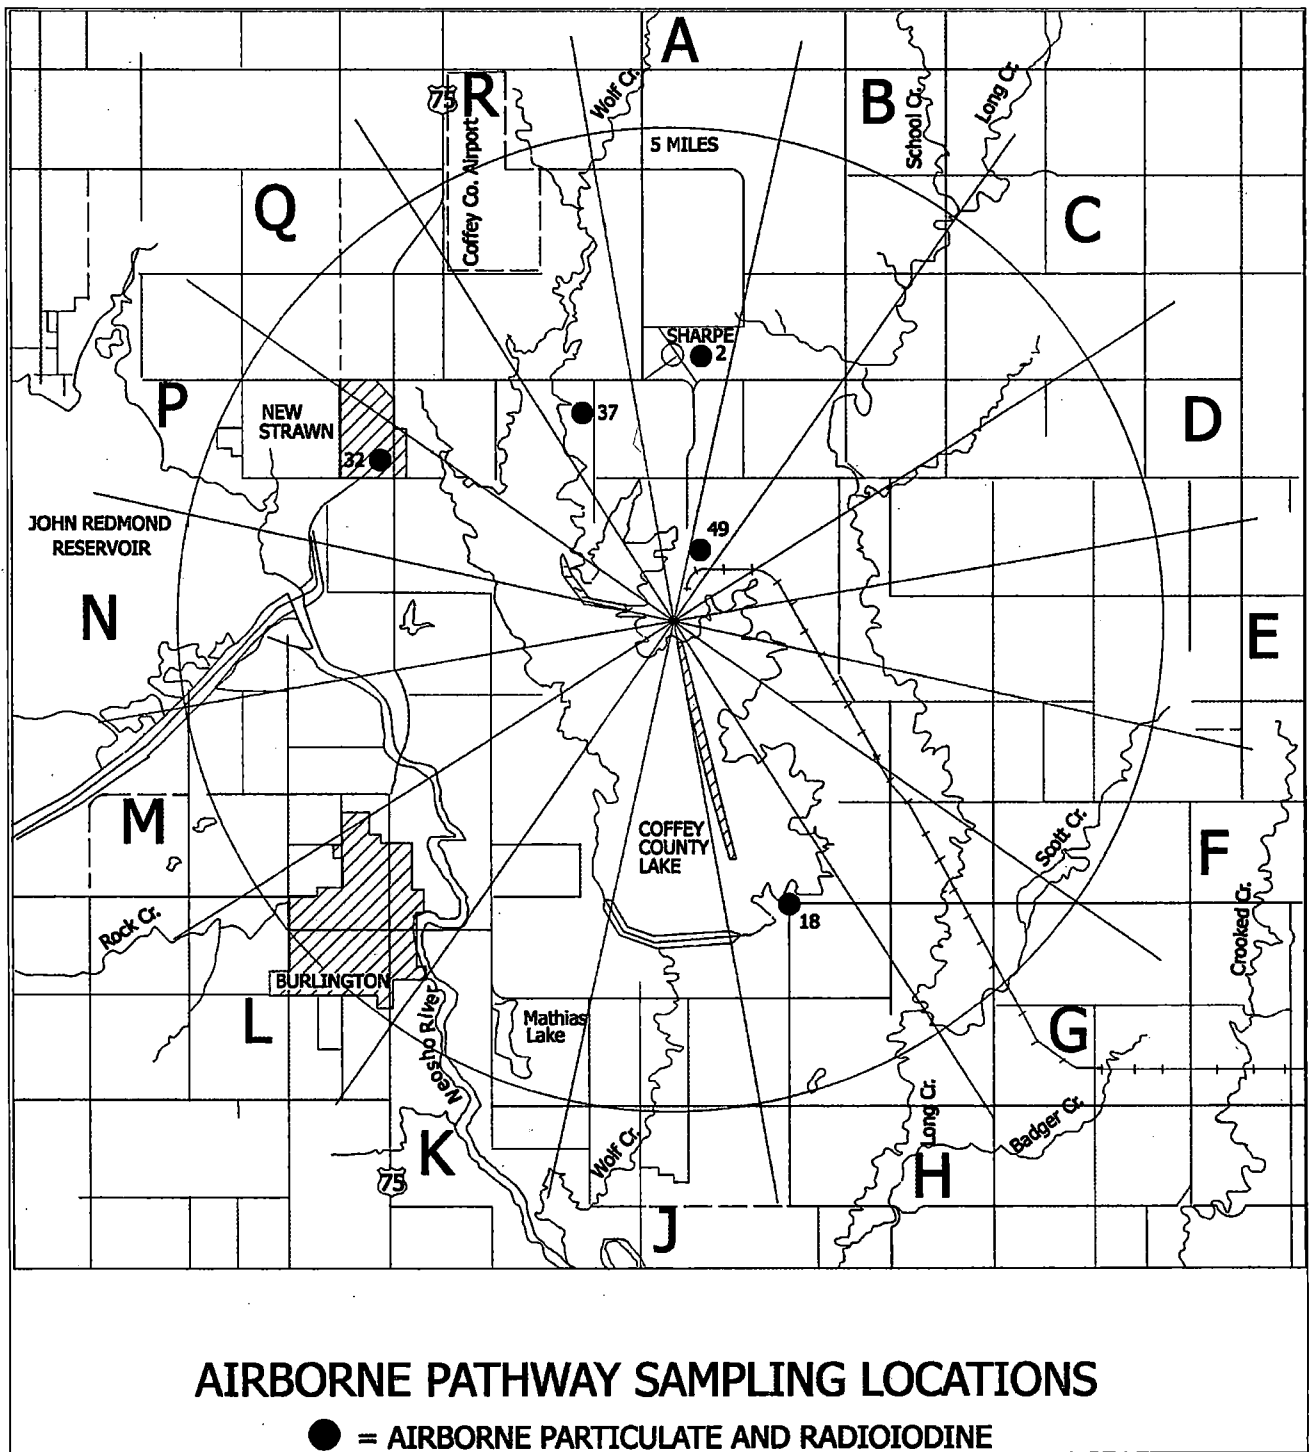 A
R
75
B
School Cr.
Long Cr.
Wolf Cr.
5 MILES
Coffey Co. Airport
Q
C
SHARPE
2
P
NEW
STRAWN
37
D
32
JOHN REDMOND
RESERVOIR
49
N
E
M
COFFEY
COUNTY
LAKE
Scott Cr.
F
Rock Cr.
18
Crooked Cr.
BURLINGTON
L
Neosho River
Mathias
Lake
G
Long Cr.
Badger Cr.
K
75
Wolf Cr.
H
J
AIRBORNE PATHWAY SAMPLING LOCATIONS
= AIRBORNE PARTICULATE AND RADIOIODINE